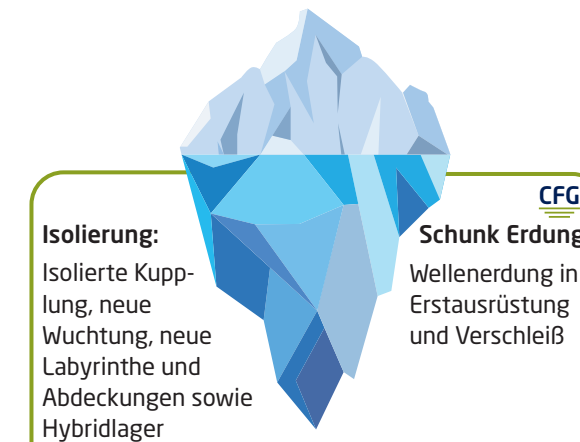 CFG
Isolierung:
Isolierte Kupp-
lung, neue
Wuchtung, neue
Labyrinthe und
Abdeckungen sowie
Hybridlager
Schunk Erdung
Wellenerdung in
Erstausrüstung
und Verschleiß